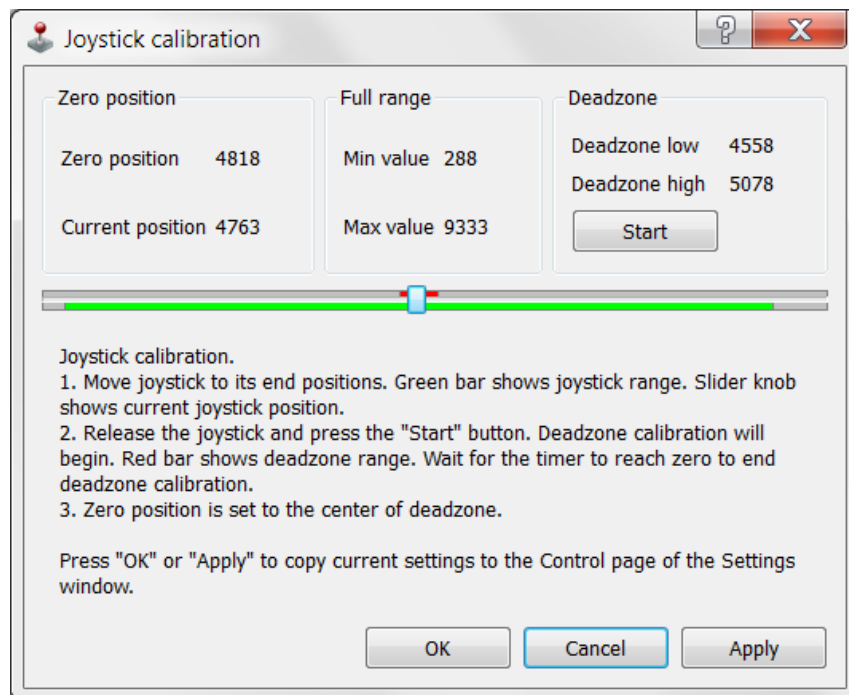 Joystick calibration
Zero position
Full range
Deadzone
Zero position 4818
Min value 288
Deadzone low 4558
Deadzone high 5078
Current position 4763
Max value 9333
Start
Joystick calibration.
1. Move joystick to its end positions. Green bar shows joystick range. Slider knob
shows current joystick position.
2. Release the joystick and press the "Start" button. Deadzone calibration will
begin. Red bar shows deadzone range. Wait for the timer to reach zero to end
deadzone calibration.
3. Zero position is set to the center of deadzone.
Press "OK" or "Apply" to copy current settings to the Control page of the Settings
window.
OK
Cancel
Apply